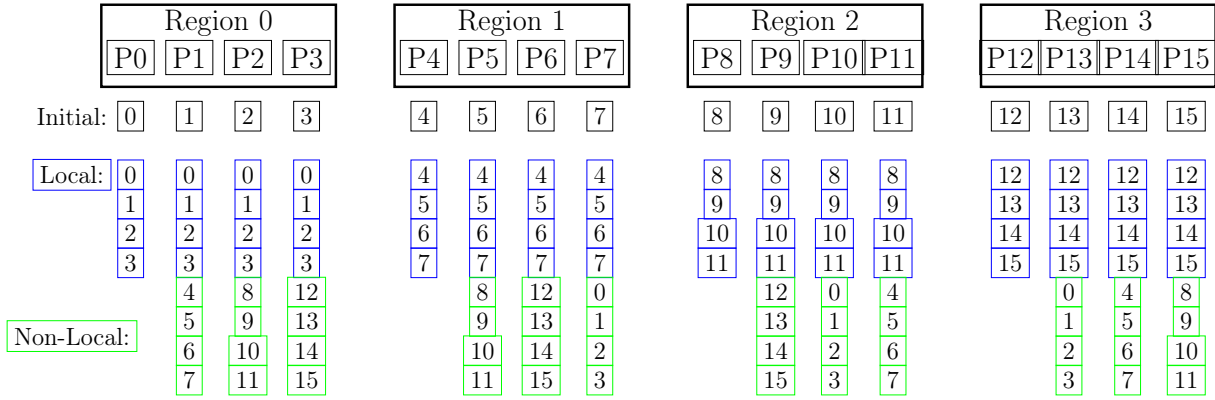 Region 0 Region 1 Region 2 Region 3
P0 P1 P2 P3 P4 P5 P6 P7 P8 P9 P10 P11 P12 P13 P14 P15
Initial: 0 1 2 3 4 5 6 7 8 9 10 11 12 13 14 15
Local: 0 0 0 0 4 4 4 4 8 8 8 8 12 12 12 12
1 1 1 1 5 5 5 5 9 9 9 9 13 13 13 13
2 2 2 2 6 6 6 6 10 10 10 10 14 14 14 14
3 3 3 3 7 7 7 7 11 11 11 11 15 15 15 15
4 8 12 8 12 0 12 0 4 0 4 8
5 9 13 9 13 1 13 1 5 1 5 9
Non-Local:
6 10 14 10 14 2 14 2 6 2 6 10
7 11 15 11 15 3 15 3 7 3 7 11